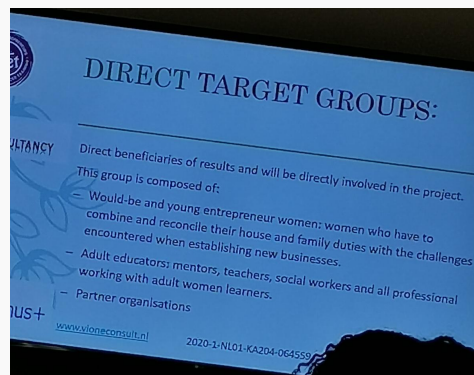 DIRECT TARGET GROUPS:
ULTANCY
Direct beneficiaries of results and will be directly involved in the project.
This group is composed of:
– Would-be and young entrepreneur women: women who have to
combine and reconcile their house and family duties with the challenges
encountered when establishing new businesses.
– Adult educators: mentors, teachers, social workers and all professional
working with adult women learners.
– Partner organisations
us+
www.vloneconsult.nl
2020-1-NL01-KA204-064559